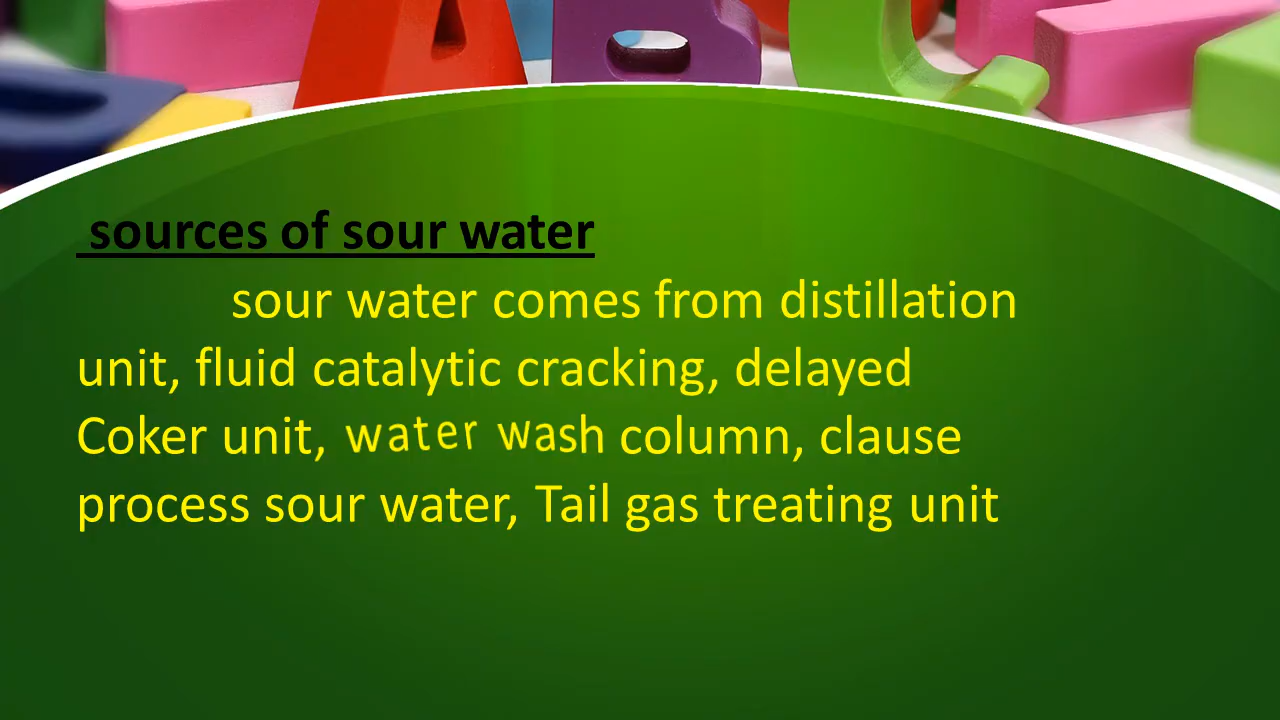 sources of sour water
sour water comes from distillation
unit, fluid catalytic cracking, delayed
Coker unit, water wash column, clause
process sour water, Tail gas treating unit